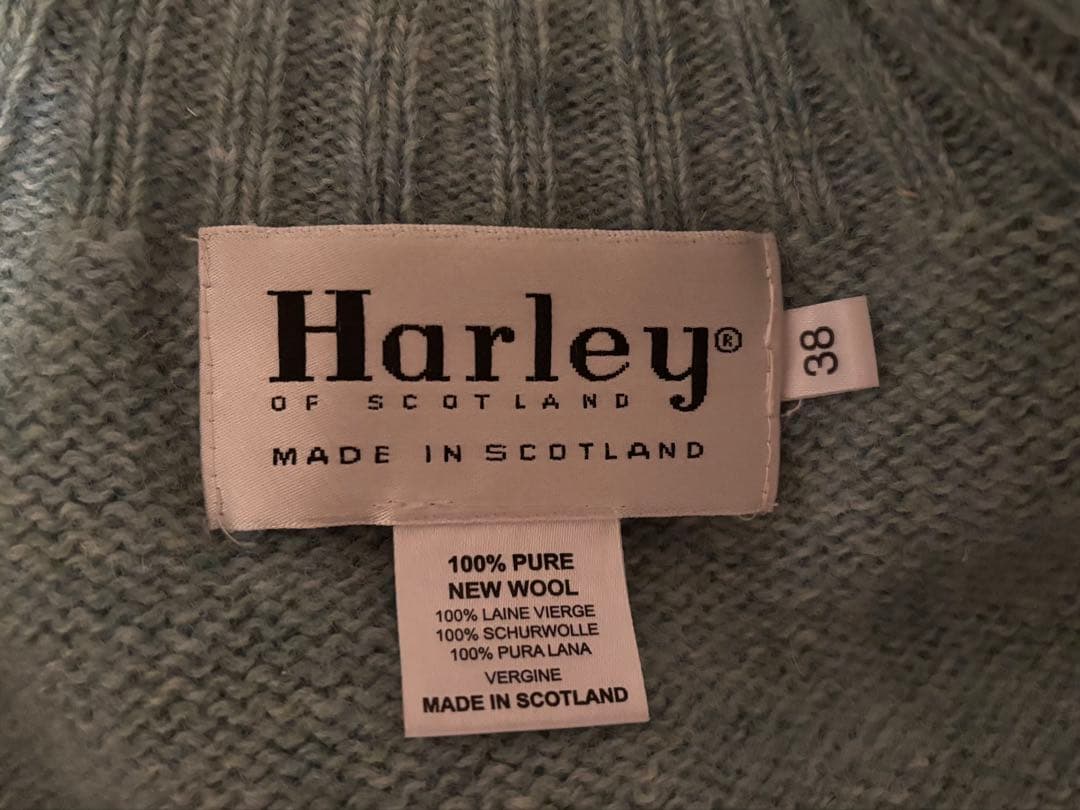 Harley®
OF SCOTLAND
MADE IN SCOTLAND
38
100% PURE
NEW WOOL
100% LAINE VIERGE
100% SCHURWOLLE
100% PURA LANA
VERGINE
MADE IN SCOTLAND